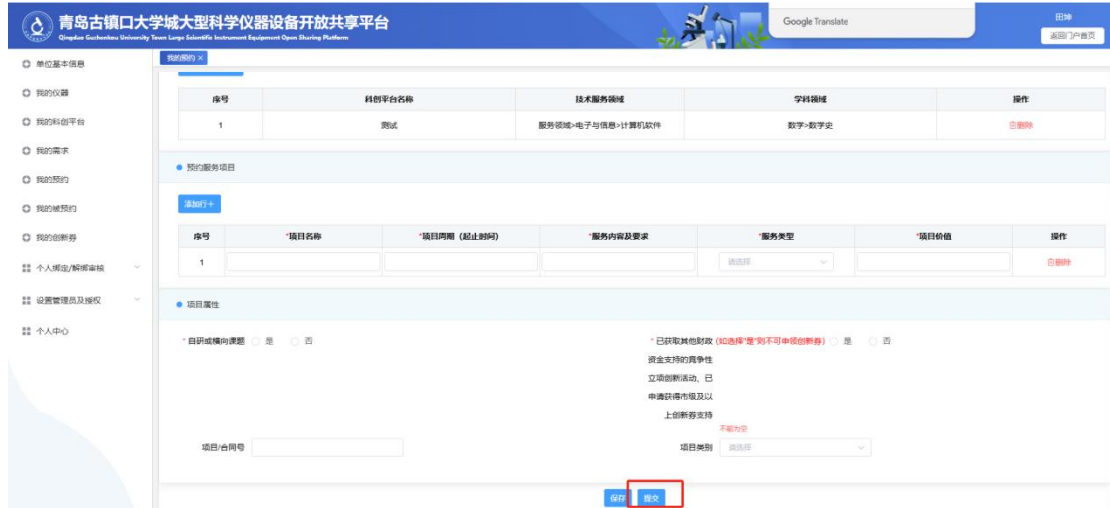 青岛古镇口大学城大型科学仪器设备开放共享平台
Qingdao Guzhenkou University Town Large Scientific Instrument Equipment Open Sharing Platform
Google Translate
田坤
返回门户首页
单位基本信息
我的仪器
我的科创平台
我的需求
我的预约
我的被预约
我的创新券
个人绑定/解绑审核
设置管理员及授权
个人中心
我的预约 ×
序号 科创平台名称 技术服务领域 学科领域 操作
1 测试 服务领域>电子与信息>计算机软件 数学>数学史 删除
预约服务项目
添加行+
序号 *项目名称 *项目周期(起止时间) *服务内容及要求 *服务类型 *项目价值 操作
1 请选择 删除
项目属性
* 自研或横向课题 是 否
* 已获取其他财政 (如选择"是"则不可申领创新券) 是 否
资金支持的竞争性
立项创新活动、已
申请获得市级及以
上创新券支持
不能为空
项目/合同号
项目类别 请选择
保存 提交